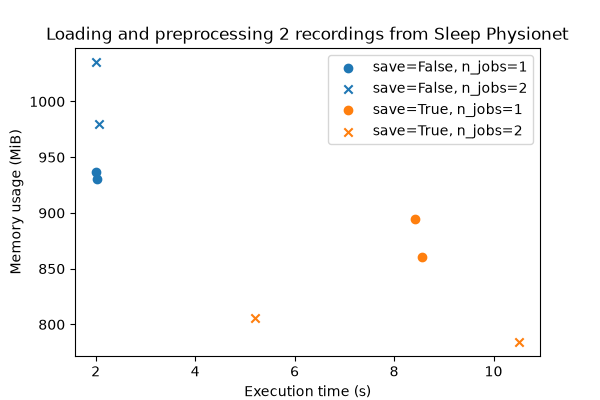 Loading and preprocessing 2 recordings from Sleep Physionet
save=False, n_jobs=1
save=False, n_jobs=2
save=True, n_jobs=1
save=True, n_jobs=2
Memory usage (MiB)
1000
950
900
850
800
2 4 6 8 10
Execution time (s)